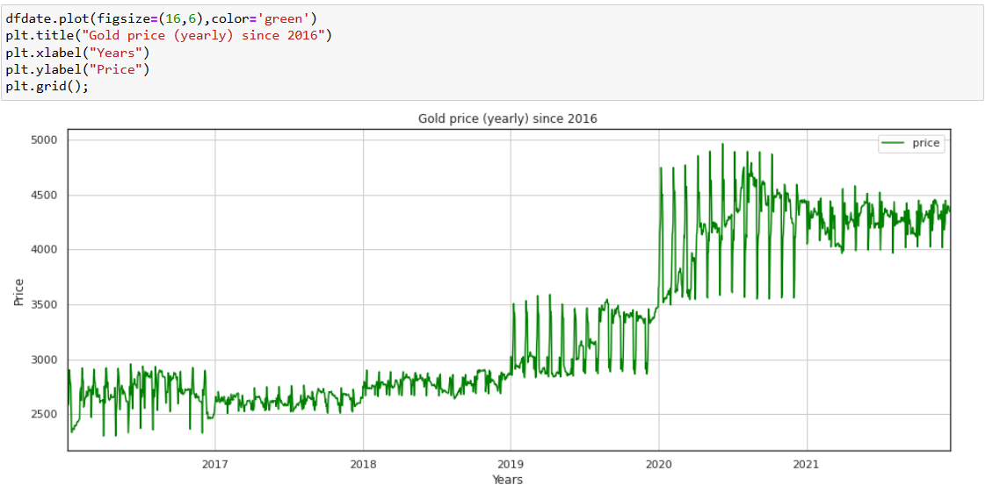 dfdate.plot(figsize=(16,6),color='green')
plt.title("Gold price (yearly) since 2016")
plt.xlabel("Years")
plt.ylabel("Price")
plt.grid();
Gold price (yearly) since 2016
price
5000
4500
4000
3500
3000
2500
Price
2017 2018 2019 2020 2021
Years